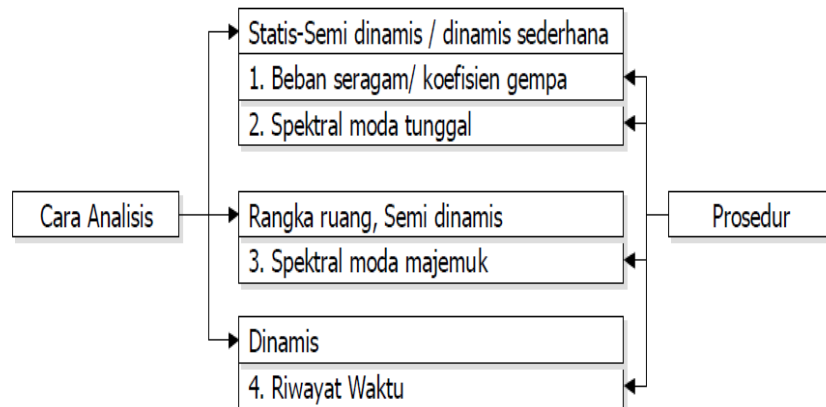 Statis-Semi dinamis / dinamis sederhana
1. Beban seragam/ koefisien gempa
2. Spektral moda tunggal
Cara Analisis
Rangka ruang, Semi dinamis
Prosedur
3. Spektral moda majemuk
Dinamis
4. Riwayat Waktu